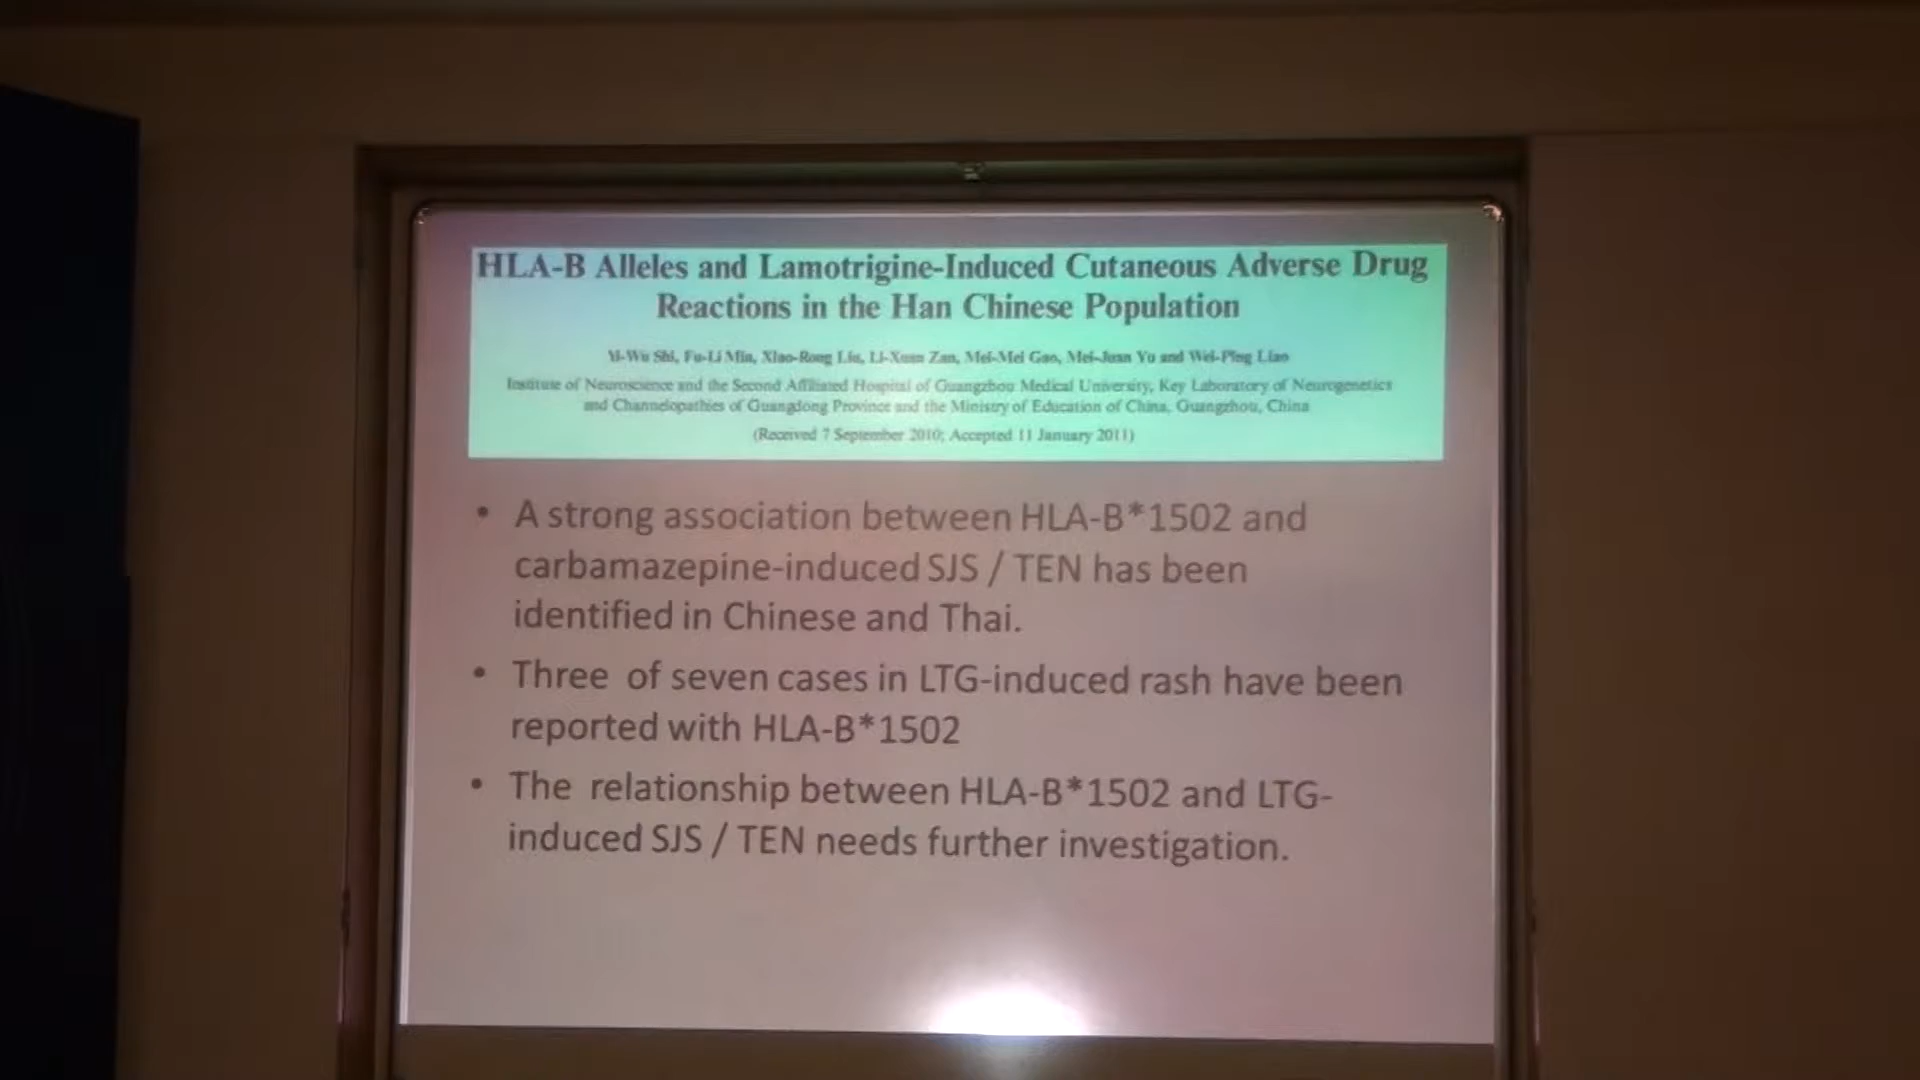 HLA-B Alleles and Lamotrigine-Induced Cutaneous Adverse Drug
Reactions in the Han Chinese Population
Yi-Wu Shi, Fu-Li Min, Xiao-Rong Liu, Li-Xuan Zan, Mei-Mei Gao, Mei-Juan Yu and Wei-Ping Liao
Institute of Neuroscience and the Second Affiliated Hospital of Guangzhou Medical University, Key Laboratory of Neurogenetics
and Channelopathies of Guangdong Province and the Ministry of Education of China, Guangzhou, China
(Received 7 September 2010; Accepted 11 January 2011)
• A strong association between HLA-B*1502 and
carbamazepine-induced SJS / TEN has been
identified in Chinese and Thai.
• Three of seven cases in LTG-induced rash have been
reported with HLA-B*1502
• The relationship between HLA-B*1502 and LTG-
induced SJS / TEN needs further investigation.